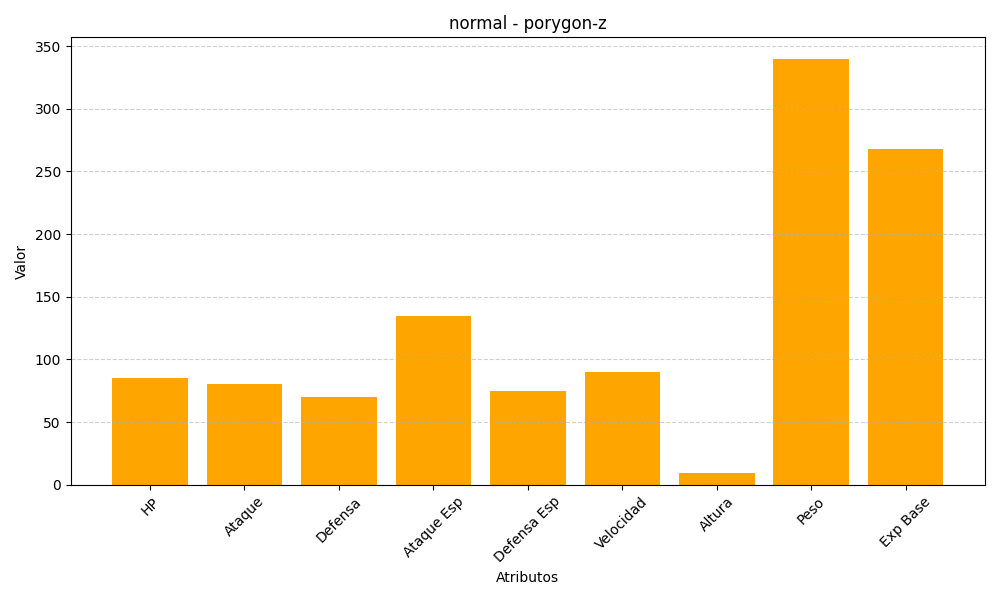 normal - porygon-z
Valor
350
300
250
200
150
100
50
0
HP
Ataque
Defensa
Ataque Esp
Defensa Esp
Velocidad
Altura
Peso
Exp Base
Atributos